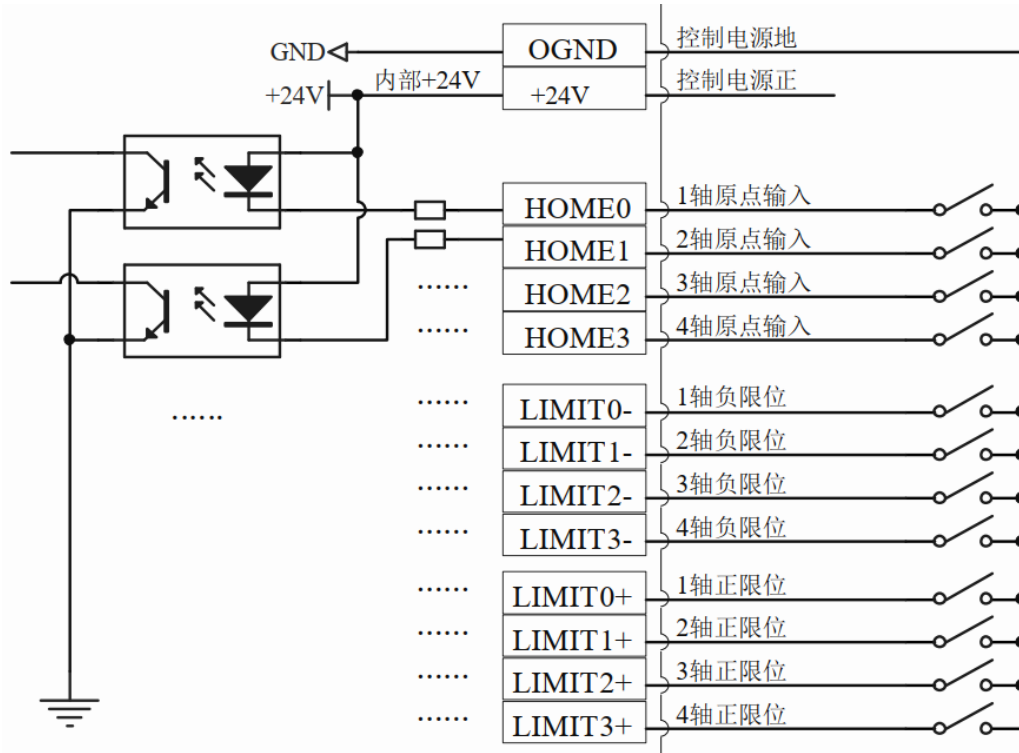 GND OGND 控制电源地
+24V 内部+24V +24V 控制电源正
HOME0 1轴原点输入
HOME1 2轴原点输入
…… HOME2 3轴原点输入
…… HOME3 4轴原点输入
…… …… LIMIT0- 1轴负限位
…… LIMIT1- 2轴负限位
…… LIMIT2- 3轴负限位
…… LIMIT3- 4轴负限位
…… LIMIT0+ 1轴正限位
…… LIMIT1+ 2轴正限位
…… LIMIT2+ 3轴正限位
…… LIMIT3+ 4轴正限位